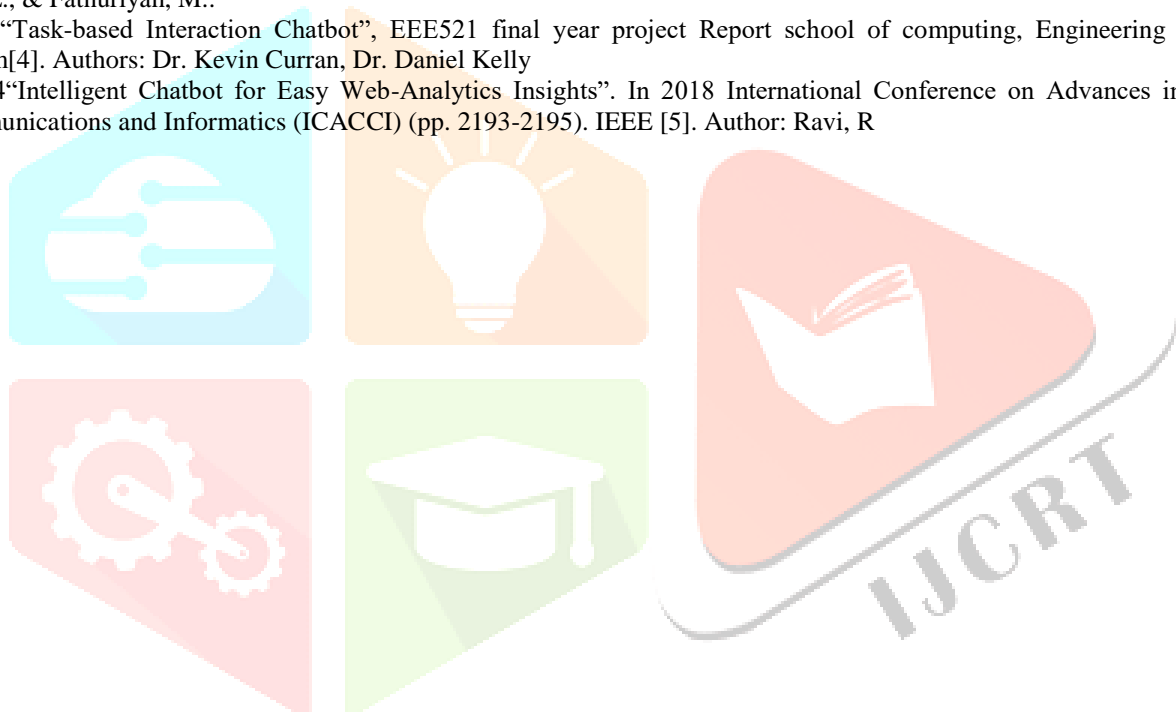 & Fathuriyan, M..
“Task-based Interaction Chatbot”, EEE521 final year project Report school of computing, Engineering
[4]. Authors: Dr. Kevin Curran, Dr. Daniel Kelly
4“Intelligent Chatbot for Easy Web-Analytics Insights”. In 2018 International Conference on Advances in
unications and Informatics (ICACCI) (pp. 2193-2195). IEEE [5]. Author: Ravi, R
IJCRT